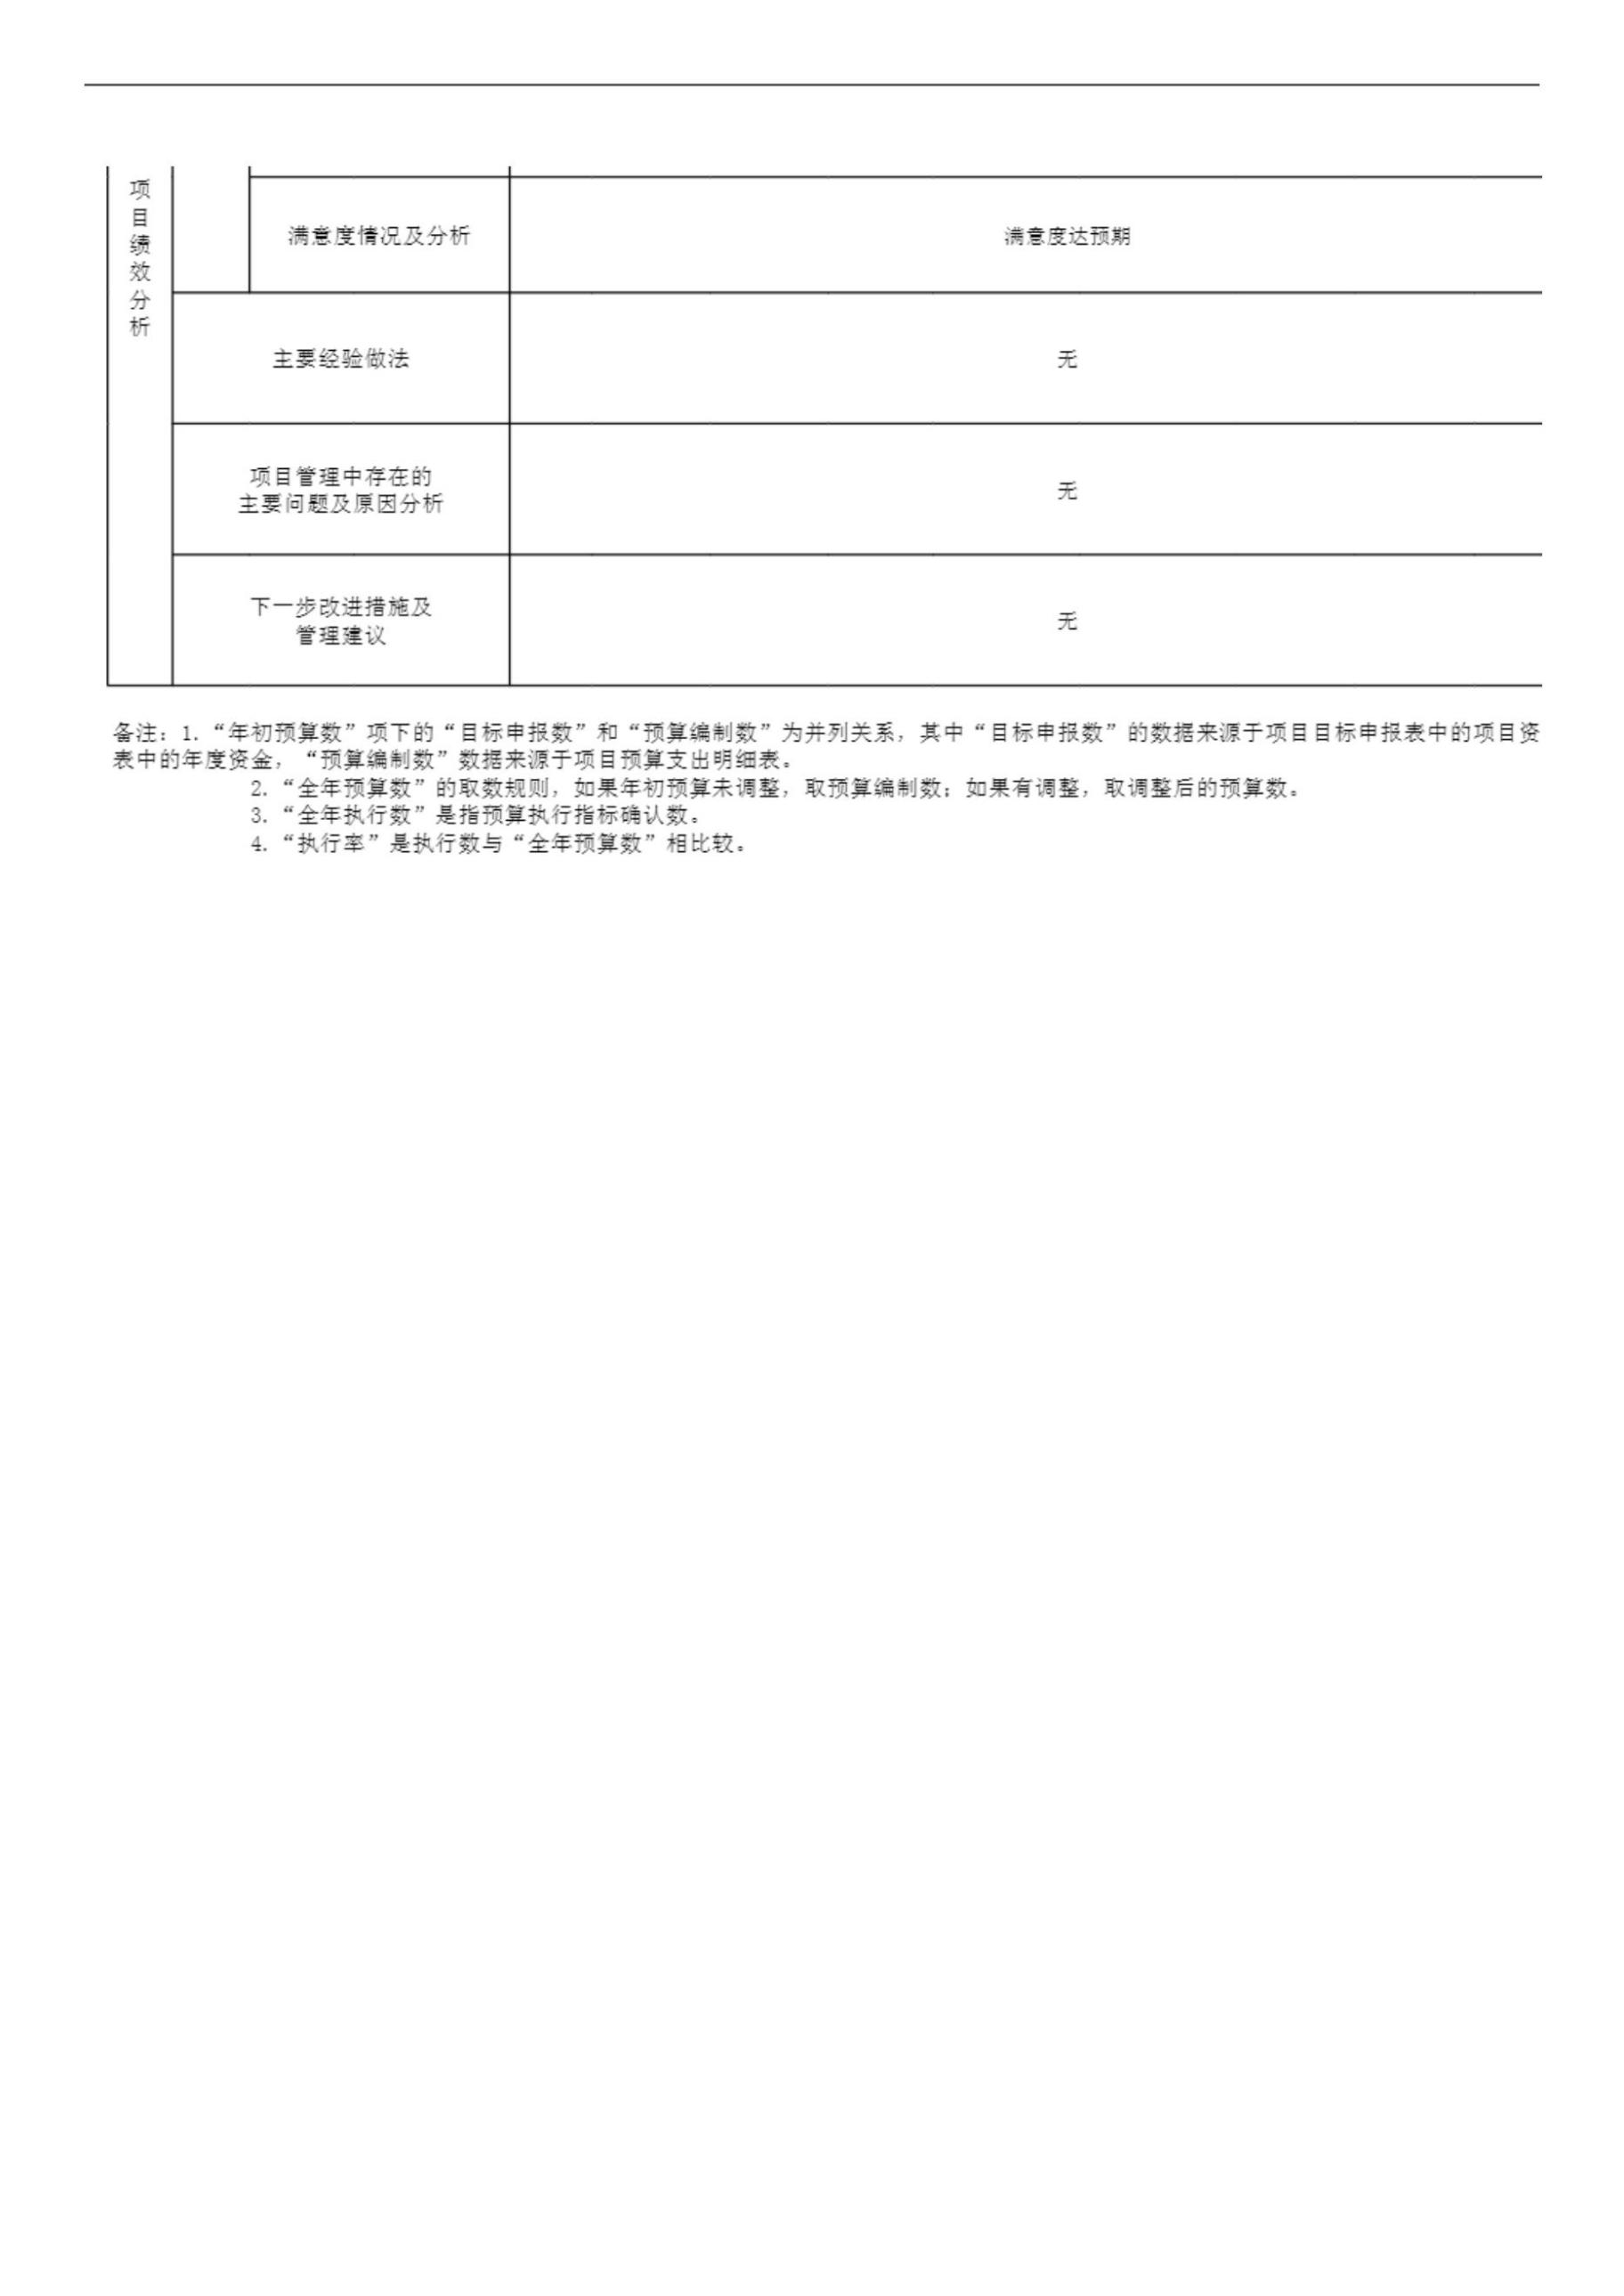 项
目
绩
效
分
析
满意度情况及分析
满意度达预期
主要经验做法
无
项目管理中存在的
主要问题及原因分析
无
下一步改进措施及
管理建议
无
备注：1.“年初预算数”项下的“目标申报数”和“预算编制数”为并列关系，其中“目标申报数”的数据来源于项目目标申报表中的项目资
表中的年度资金，“预算编制数”数据来源于项目预算支出明细表。
2.“全年预算数”的取数规则，如果年初预算未调整，取预算编制数；如果有调整，取调整后的预算数。
3.“全年执行数”是指预算执行指标确认数。
4.“执行率”是执行数与“全年预算数”相比较。